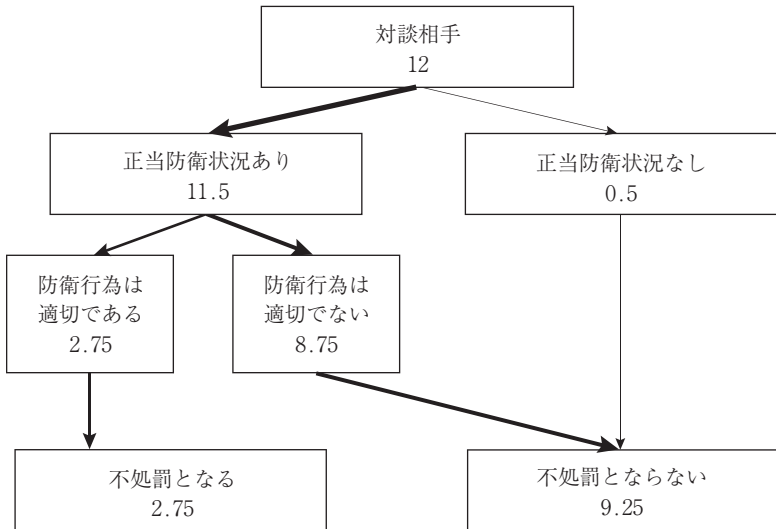 対談相手
12
正当防衛状況あり
11.5
正当防衛状況なし
0.5
防衛行為は
適切である
2.75
防衛行為は
適切でない
8.75
不処罰となる
2.75
不処罰とならない
9.25